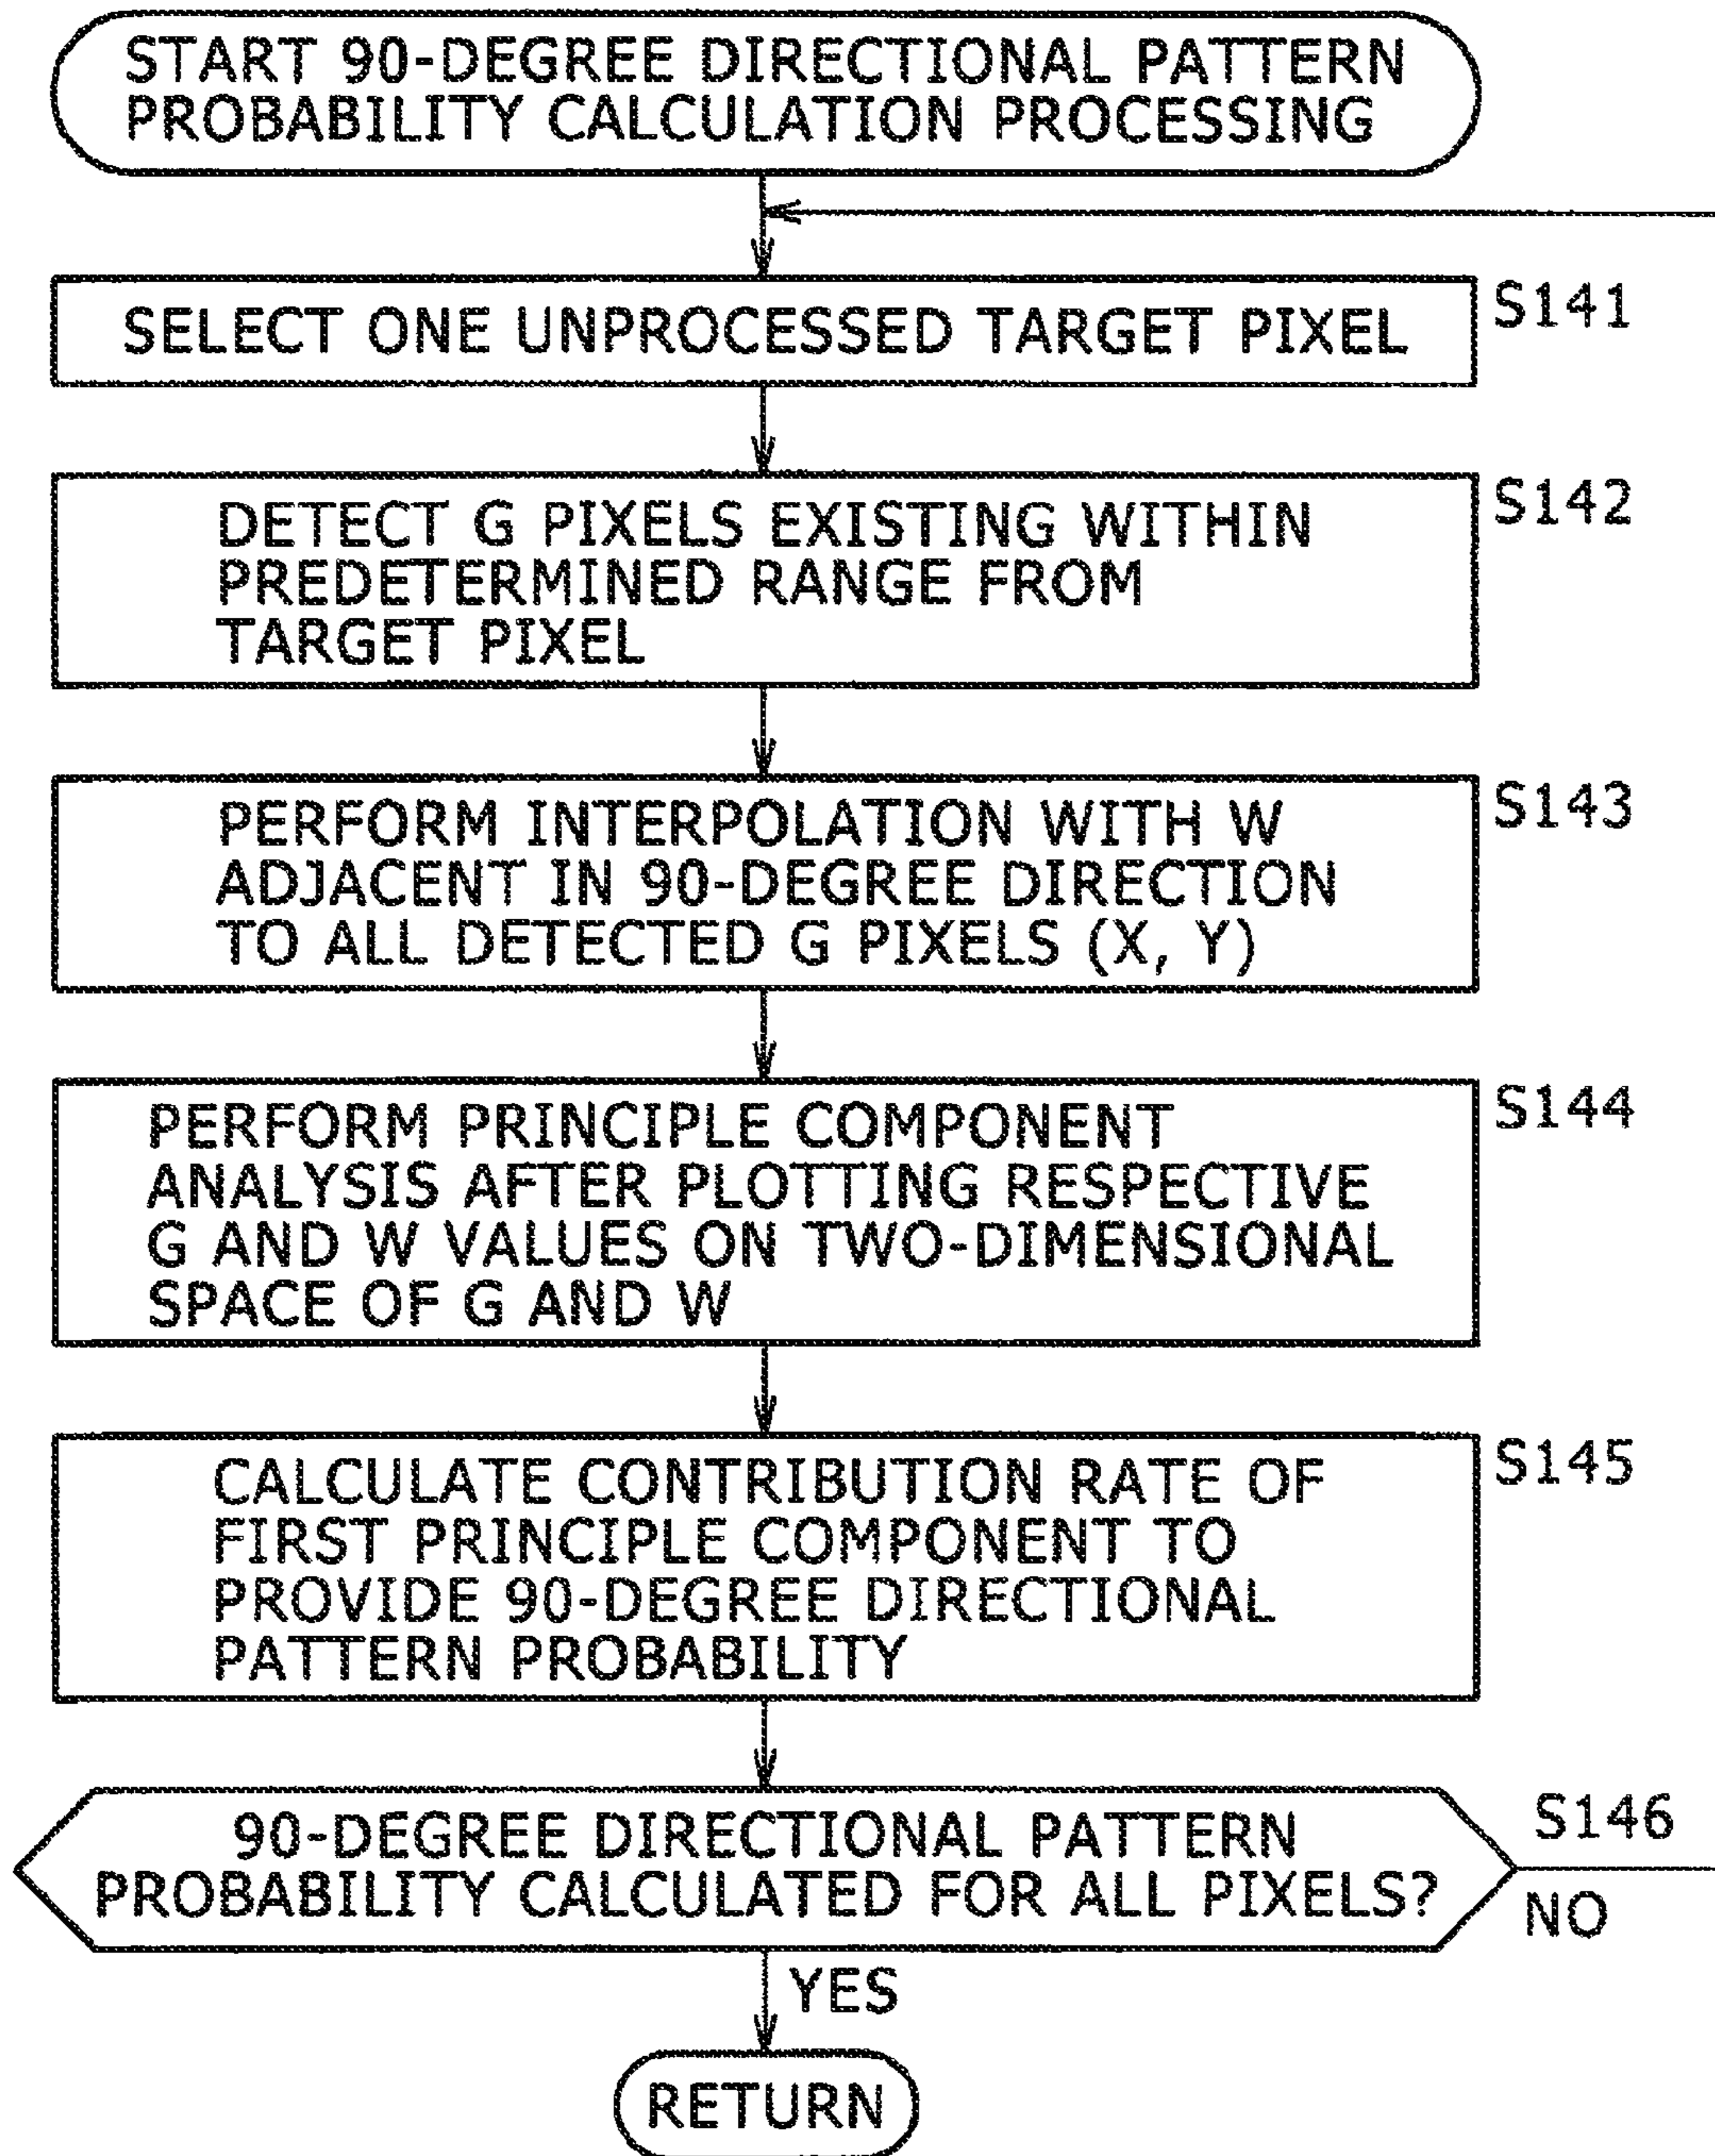 START 90-DEGREE DIRECTIONAL PATTERN
PROBABILITY CALCULATION PROCESSING
SELECT ONE UNPROCESSED TARGET PIXEL
S141
DETECT G PIXELS EXISTING WITHIN
PREDETERMINED RANGE FROM
TARGET PIXEL
S142
PERFORM INTERPOLATION WITH W
ADJACENT IN 90-DEGREE DIRECTION
TO ALL DETECTED G PIXELS (X, Y)
S143
PERFORM PRINCIPLE COMPONENT
ANALYSIS AFTER PLOTTING RESPECTIVE
G AND W VALUES ON TWO-DIMENSIONAL
SPACE OF G AND W
S144
CALCULATE CONTRIBUTION RATE OF
FIRST PRINCIPLE COMPONENT TO
PROVIDE 90-DEGREE DIRECTIONAL
PATTERN PROBABILITY
S145
90-DEGREE DIRECTIONAL PATTERN
PROBABILITY CALCULATED FOR ALL PIXELS?
S146
NO
YES
RETURN